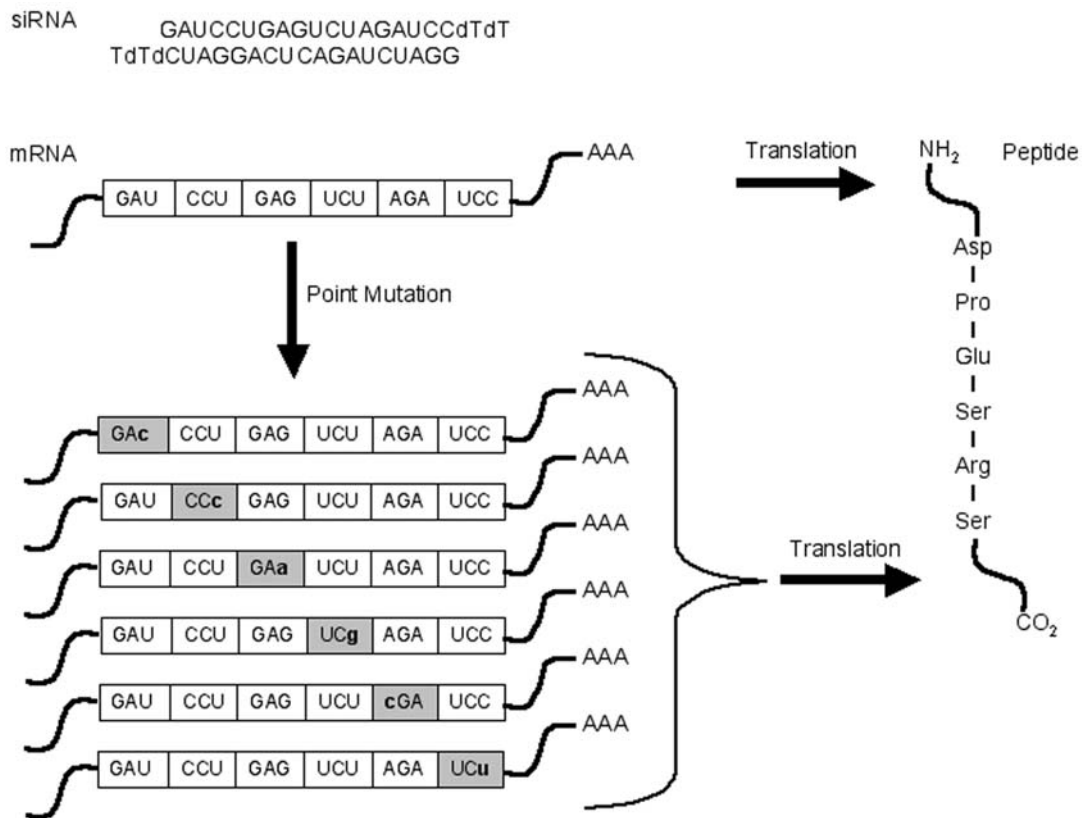 siRNA
GAUCCUGAGUCUAGAUCCdTdT
TdTdCUAGGACUCAGAUCUAGG
mRNA
GAU CCU GAG UCU AGA UCC
AAA
Translation
NH2
Peptide
Asp
Pro
Glu
Ser
Arg
Ser
CO2
Point Mutation
GAc CCU GAG UCU AGA UCC
AAA
GAU CCc GAG UCU AGA UCC
AAA
GAU CCU GAa UCU AGA UCC
AAA
GAU CCU GAG UCg AGA UCC
AAA
GAU CCU GAG UCU cGA UCC
AAA
GAU CCU GAG UCU AGA UCu
AAA
Translation